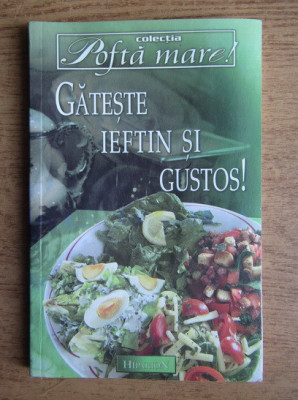 colecția
Poftă mare!
GĂTEȘTE
IEFTIN ȘI
GUSTOS!